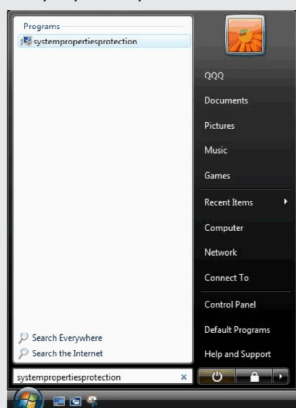 Programs
systempropertiesprotection
QQQ
Documents
Pictures
Music
Games
Recent Items
Computer
Network
Connect To
Control Panel
Default Programs
Help and Support
Search Everywhere
Search the Internet
systempropertiesprotection